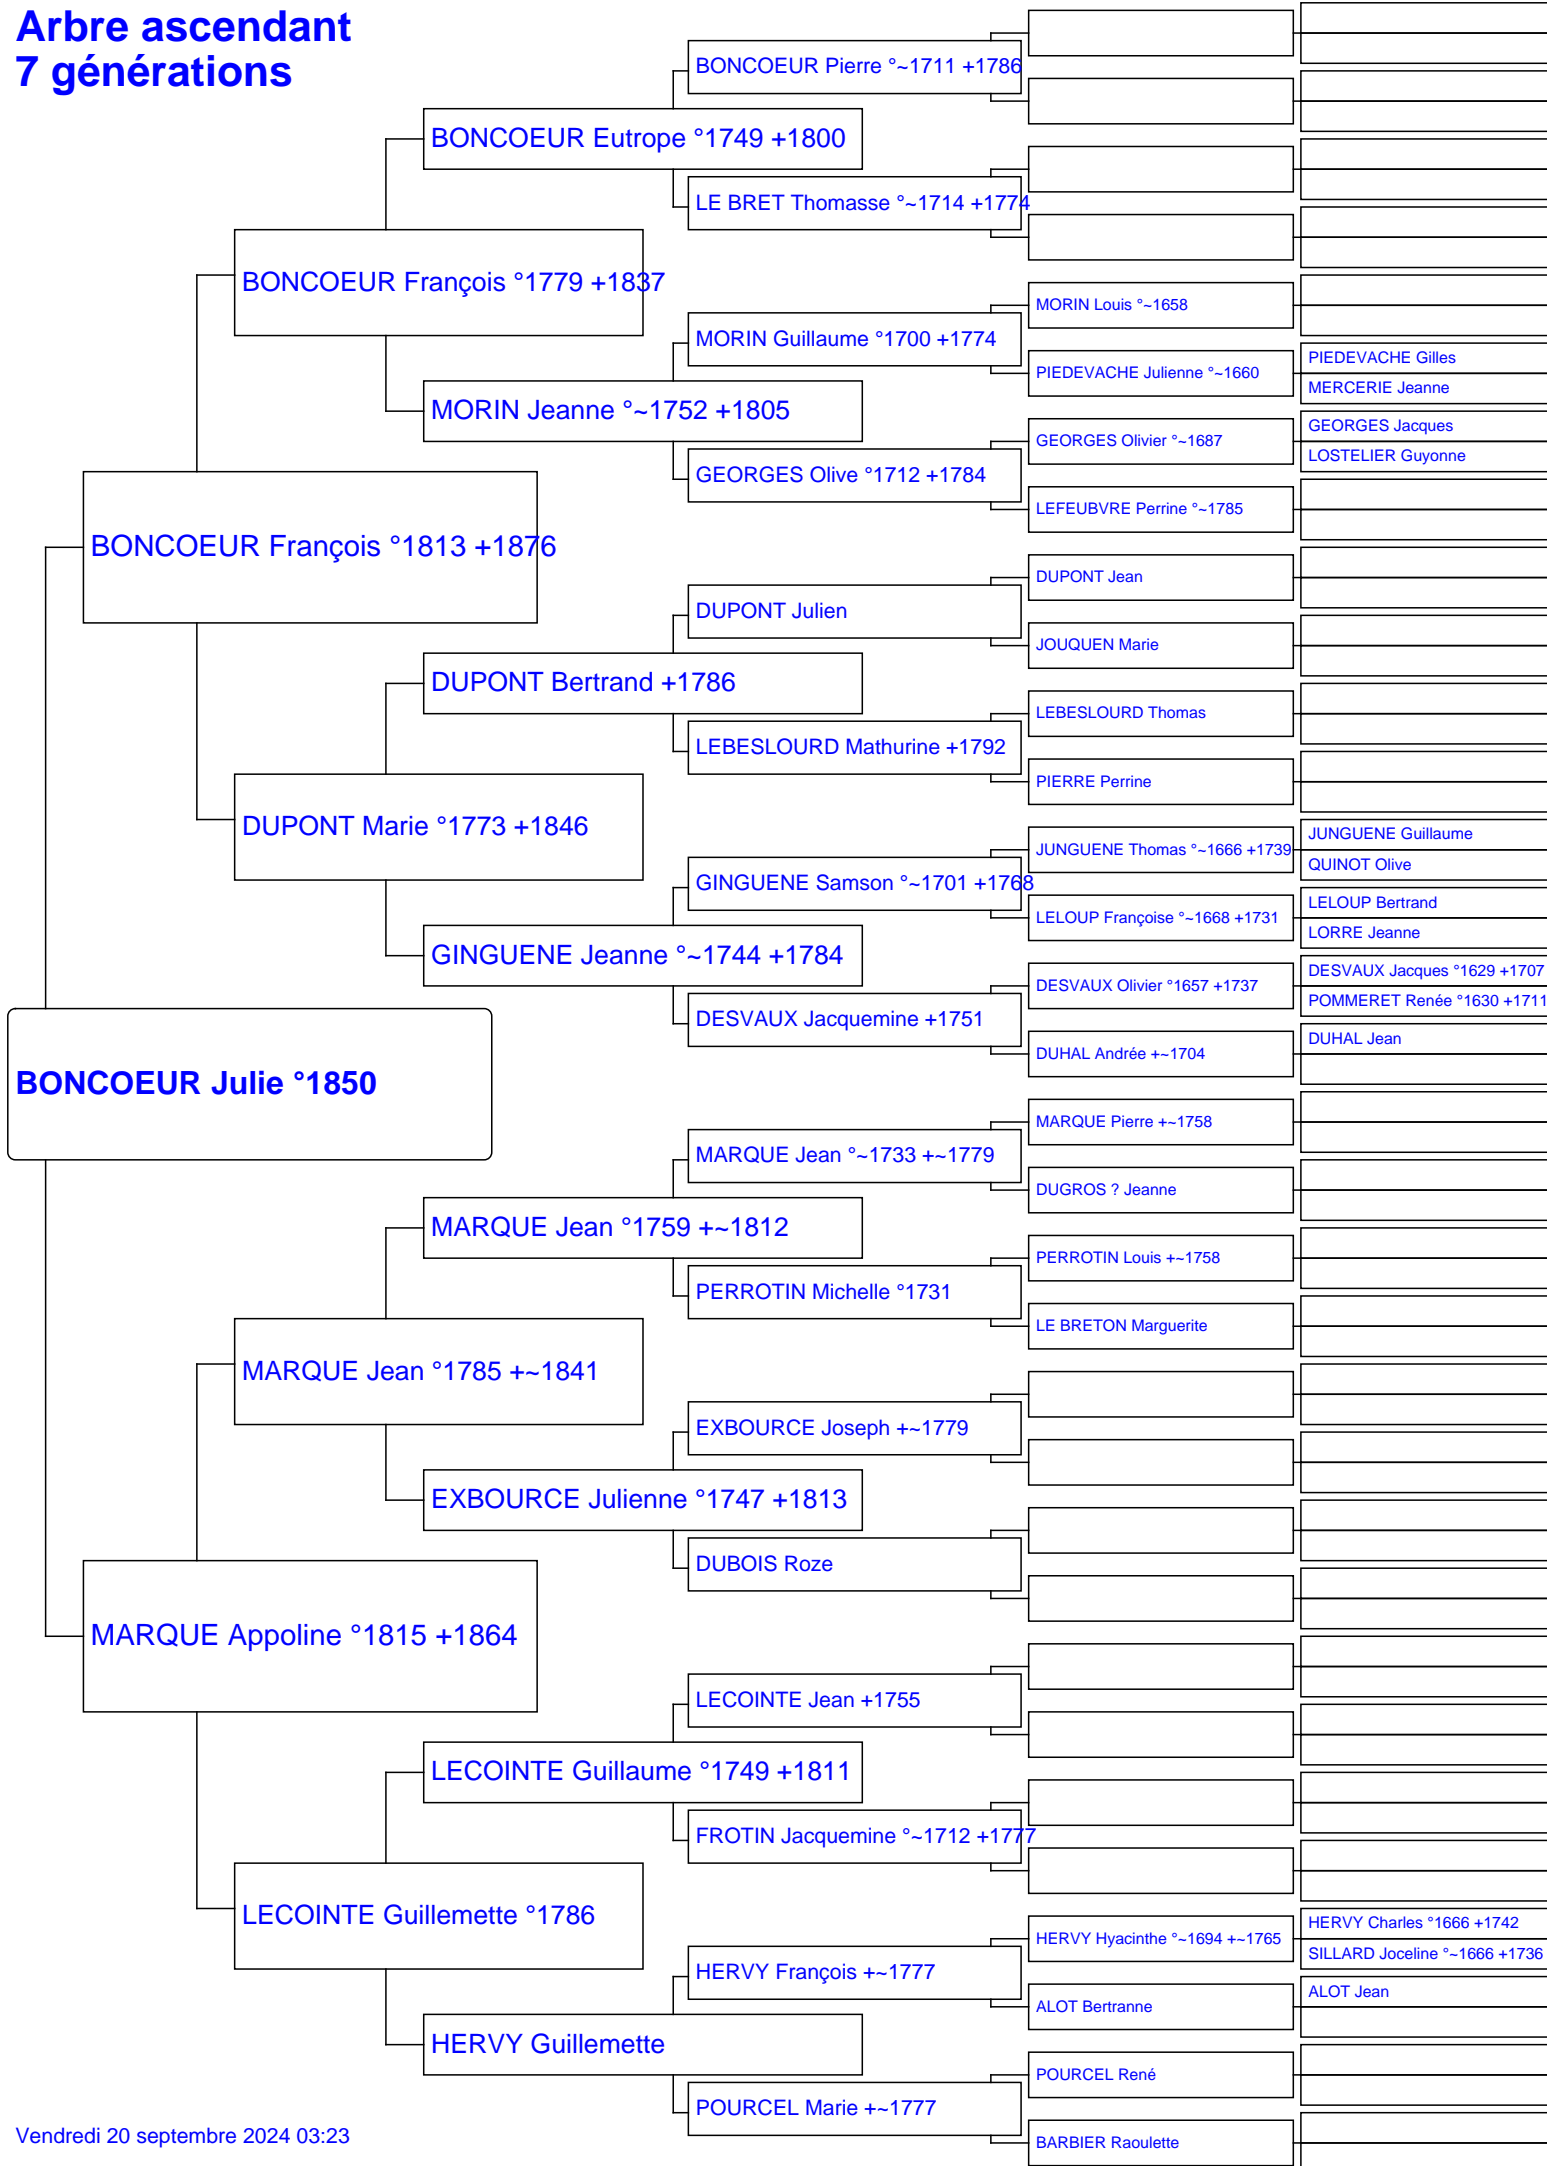 Arbre ascendant
7 générations
BONCOEUR Pierre °~1711 +1786
BONCOEUR Eutrope °1749 +1800
LE BRET Thomasse °~1714 +1774
BONCOEUR François °1779 +1837
MORIN Louis °~1658
MORIN Guillaume °1700 +1774
PIEDEVACHE Gilles
PIEDEVACHE Julienne °~1660
MERCERIE Jeanne
MORIN Jeanne °~1752 +1805
GEORGES Jacques
GEORGES Olivier °~1687
LOSTELIER Guyonne
GEORGES Olive °1712 +1784
LEFEUBVRE Perrine °~1785
BONCOEUR François °1813 +1876
DUPONT Jean
DUPONT Julien
JOUQUEN Marie
DUPONT Bertrand +1786
LEBESLOURD Thomas
LEBESLOURD Mathurine +1792
PIERRE Perrine
DUPONT Marie °1773 +1846
JUNGUENE Guillaume
JUNGUENE Thomas °~1666 +1739
QUINOT Olive
GINGUENE Samson °~1701 +1768
LELOUP Bertrand
LELOUP Françoise °~1668 +1731
LORRE Jeanne
GINGUENE Jeanne °~1744 +1784
DESVAUX Jacques °1629 +1707
DESVAUX Olivier °1657 +1737
POMMERET Renée °1630 +1711
DESVAUX Jacquemine +1751
DUHAL Jean
DUHAL Andrée +~1704
BONCOEUR Julie °1850
MARQUE Pierre +~1758
MARQUE Jean °~1733 +~1779
DUGROS ? Jeanne
MARQUE Jean °1759 +~1812
PERROTIN Louis +~1758
PERROTIN Michelle °1731
LE BRETON Marguerite
MARQUE Jean °1785 +~1841
EXBOURCE Joseph +~1779
EXBOURCE Julienne °1747 +1813
DUBOIS Roze
MARQUE Appoline °1815 +1864
LECOINTE Jean +1755
LECOINTE Guillaume °1749 +1811
FROTIN Jacquemine °~1712 +1777
LECOINTE Guillemette °1786
HERVY Charles °1666 +1742
HERVY Hyacinthe °~1694 +~1765
SILLARD Joceline °~1666 +1736
HERVY François +~1777
ALOT Jean
ALOT Bertranne
HERVY Guillemette
POURCEL René
POURCEL Marie +~1777
BARBIER Raoulette
Vendredi 20 septembre 2024 03:23